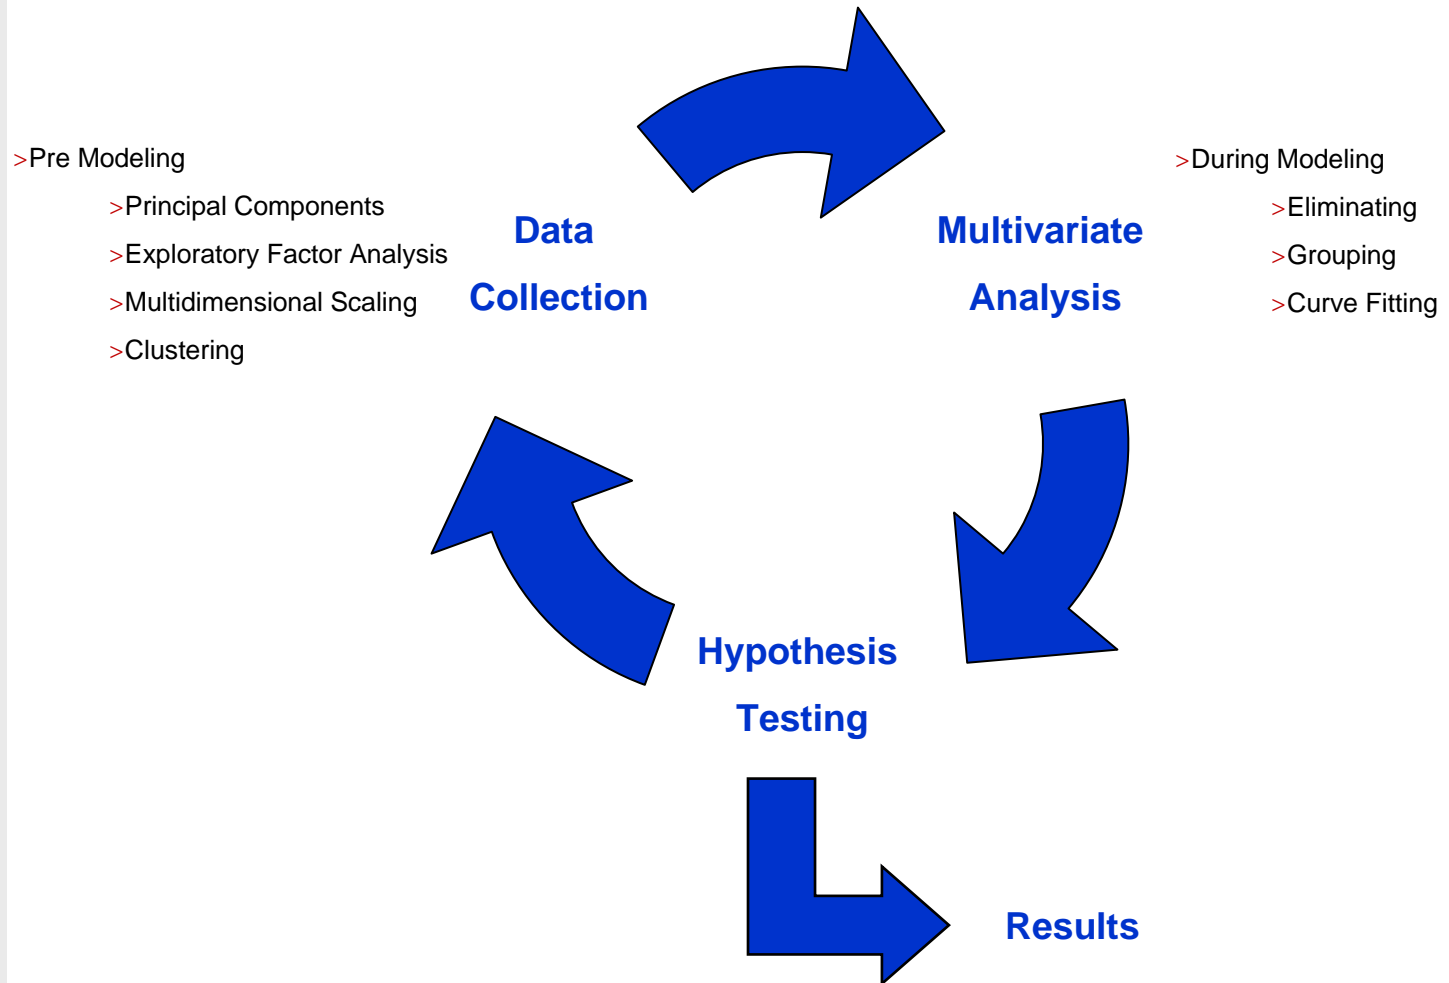 >Pre Modeling
>Principal Components
>Exploratory Factor Analysis
>Multidimensional Scaling
>Clustering
Data
Collection
Multivariate
Analysis
>During Modeling
>Eliminating
>Grouping
>Curve Fitting
Hypothesis
Testing
Results